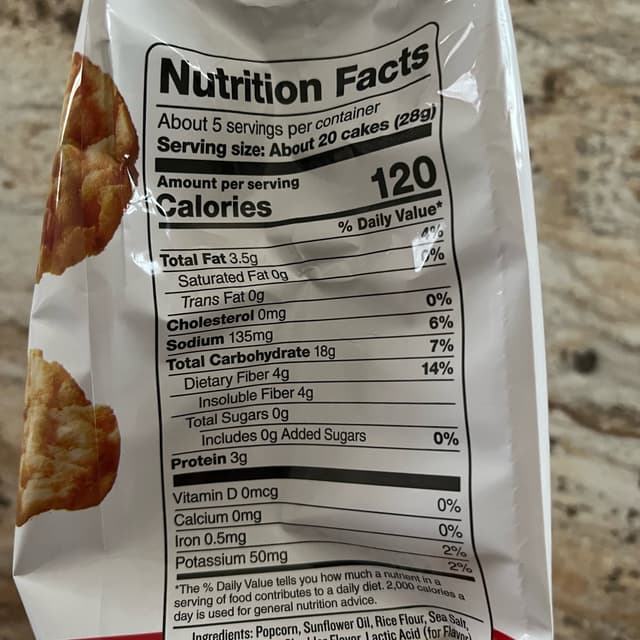 Nutrition Facts
About 5 servings per container
Serving size: About 20 cakes (28g)
Amount per serving
Calories 120
% Daily Value*
Total Fat 3.5g 4%
Saturated Fat 0g 0%
Trans Fat 0g
Cholesterol 0mg 0%
Sodium 135mg 6%
Total Carbohydrate 18g 7%
Dietary Fiber 4g 14%
Insoluble Fiber 4g
Total Sugars 0g
Includes 0g Added Sugars 0%
Protein 3g
Vitamin D 0mcg 0%
Calcium 0mg 0%
Iron 0.5mg 2%
Potassium 50mg 2%
*The % Daily Value tells you how much a nutrient in a
serving of food contributes to a daily diet. 2,000 calories a
day is used for general nutrition advice.
Ingredients: Popcorn, Sunflower Oil, Rice Flour, Sea Salt,
Flavor, Lactic Acid (for Flavor)